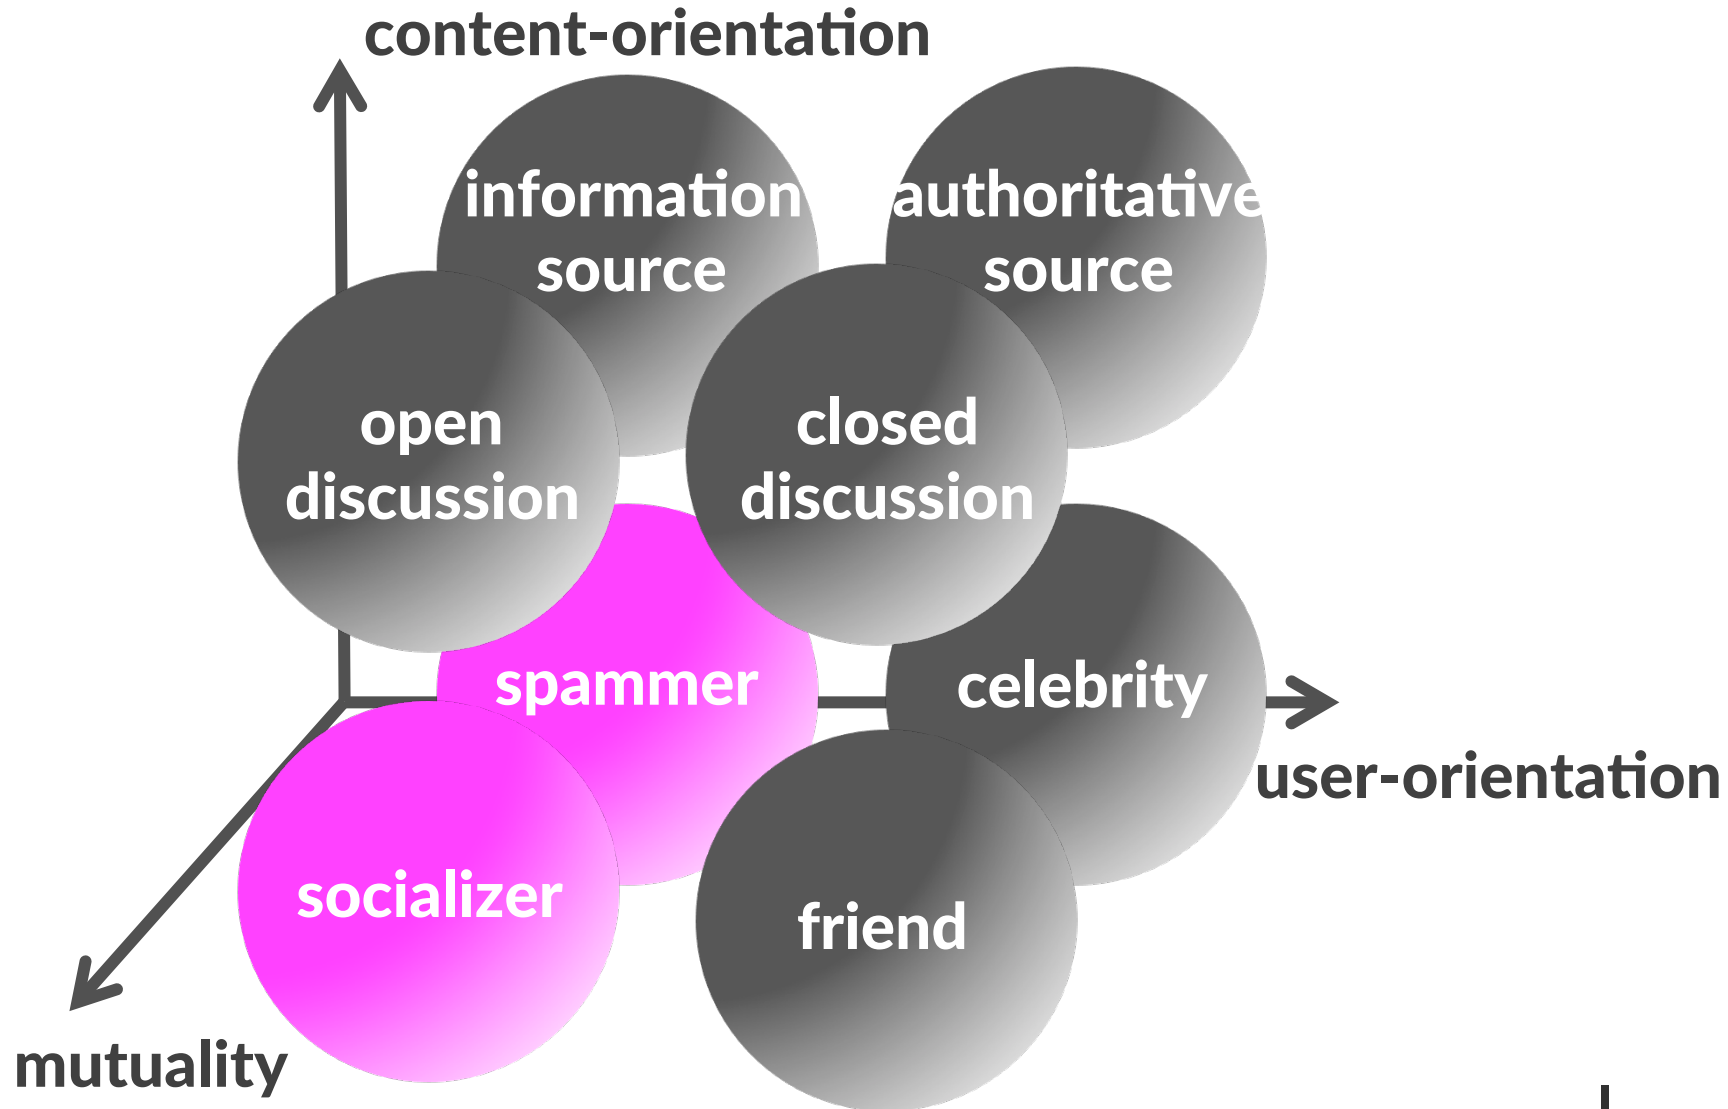 content-orientation
information
source
authoritative
source
open
discussion
closed
discussion
spammer
celebrity
user-orientation
socializer
friend
mutuality